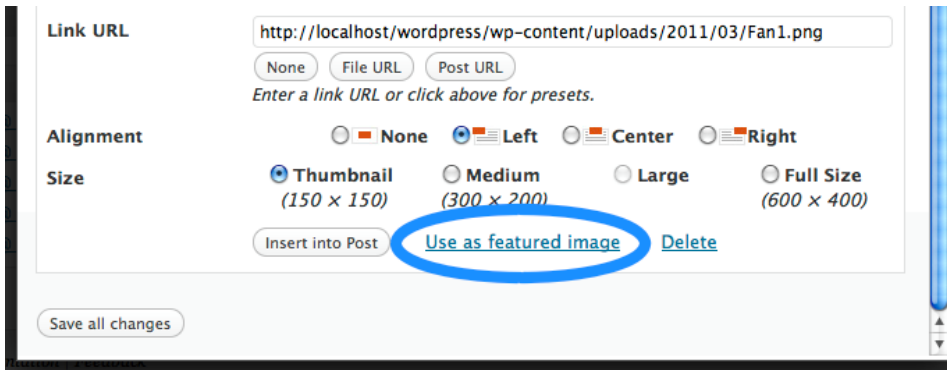 Link URL http://localhost/wordpress/wp-content/uploads/2011/03/Fan1.png
None File URL Post URL
Enter a link URL or click above for presets.
Alignment None Left Center Right
Size Thumbnail Medium Large Full Size
(150 × 150) (300 × 200) (600 × 400)
Insert into Post Use as featured image Delete
Save all changes
Feedback